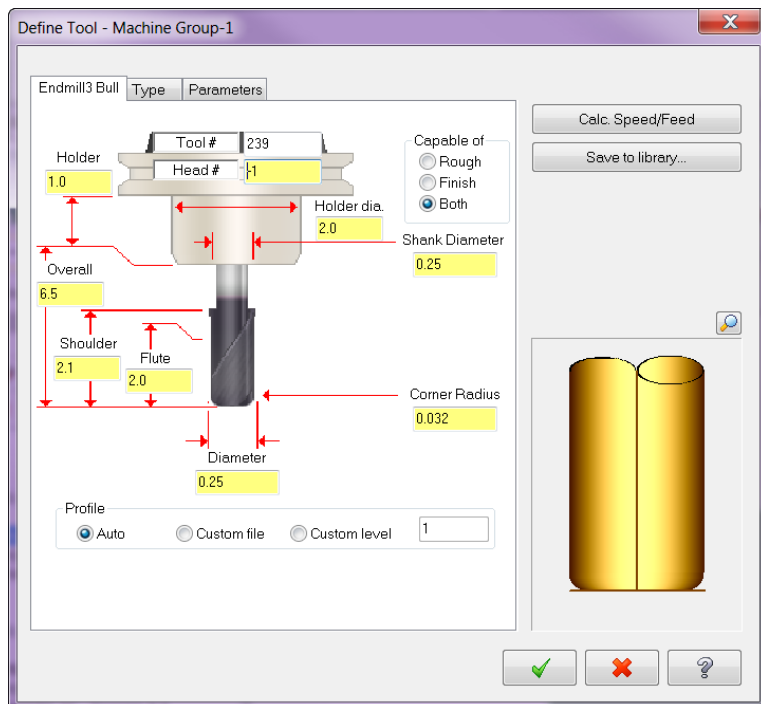 Define Tool - Machine Group-1
Endmill3 Bull Type Parameters
Calc. Speed/Feed
Save to library...
Tool # 239
Head # -1
Capable of
Rough
Finish
Both
Holder
1.0
Holder dia.
2.0
Shank Diameter
0.25
Overall
6.5
Shoulder
2.1
Flute
2.0
Corner Radius
0.032
Diameter
0.25
Profile
Auto Custom file Custom level 1